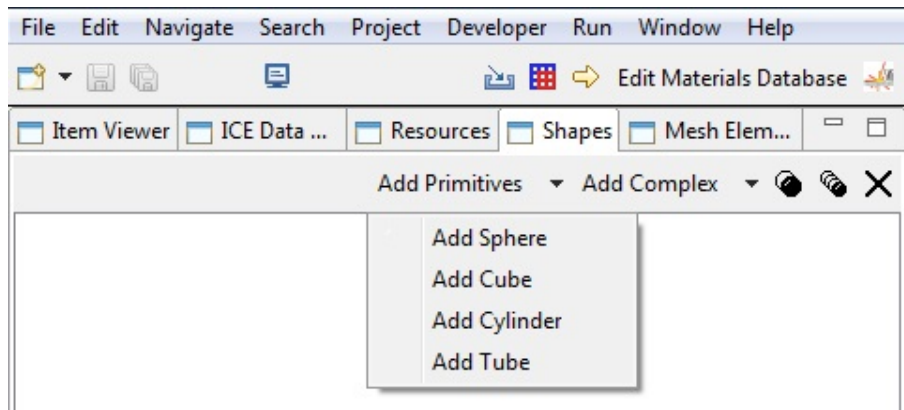 File Edit Navigate Search Project Developer Run Window Help
Edit Materials Database
Item Viewer ICE Data ... Resources Shapes Mesh Elem...
Add Primitives Add Complex
Add Sphere
Add Cube
Add Cylinder
Add Tube